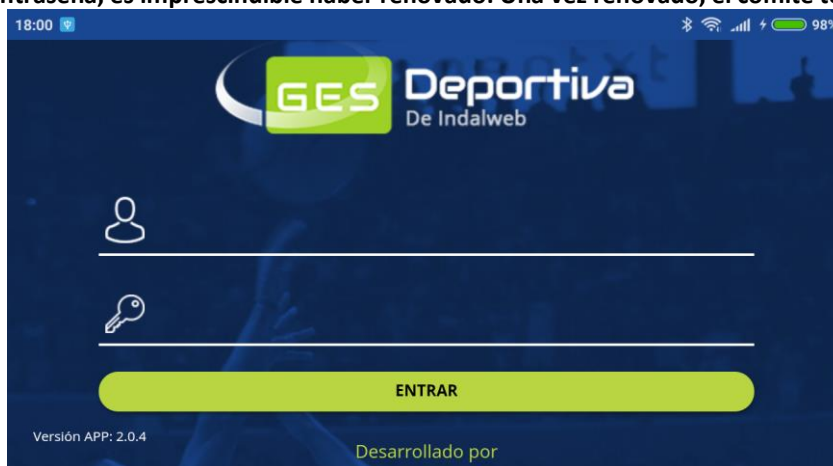 es imprescindible haber renovado. Una vez renovado, el comité
18:00 98%
GES Deportiva
De Indalweb
ENTRAR
Versión APP: 2.0.4
Desarrollado por